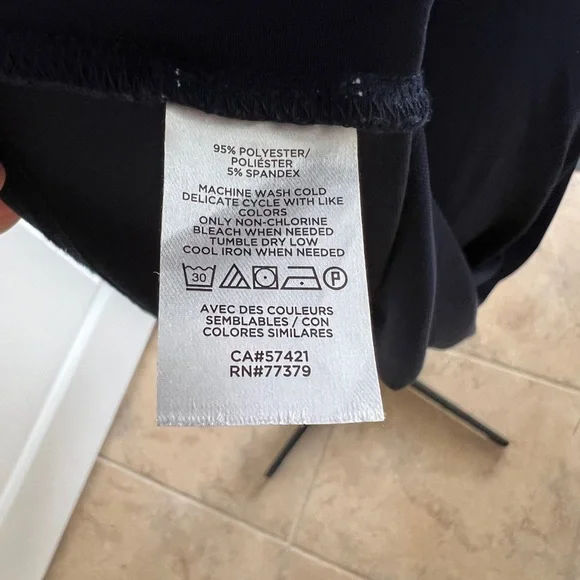 95% POLYESTER/
POLIÉSTER
5% SPANDEX
MACHINE WASH COLD
DELICATE CYCLE WITH LIKE
COLORS
ONLY NON-CHLORINE
BLEACH WHEN NEEDED
TUMBLE DRY LOW
COOL IRON WHEN NEEDED
30 P
AVEC DES COULEURS
SEMBLABLES / CON
COLORES SIMILARES
CA#57421
RN#77379